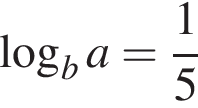 log_b a = 1/5